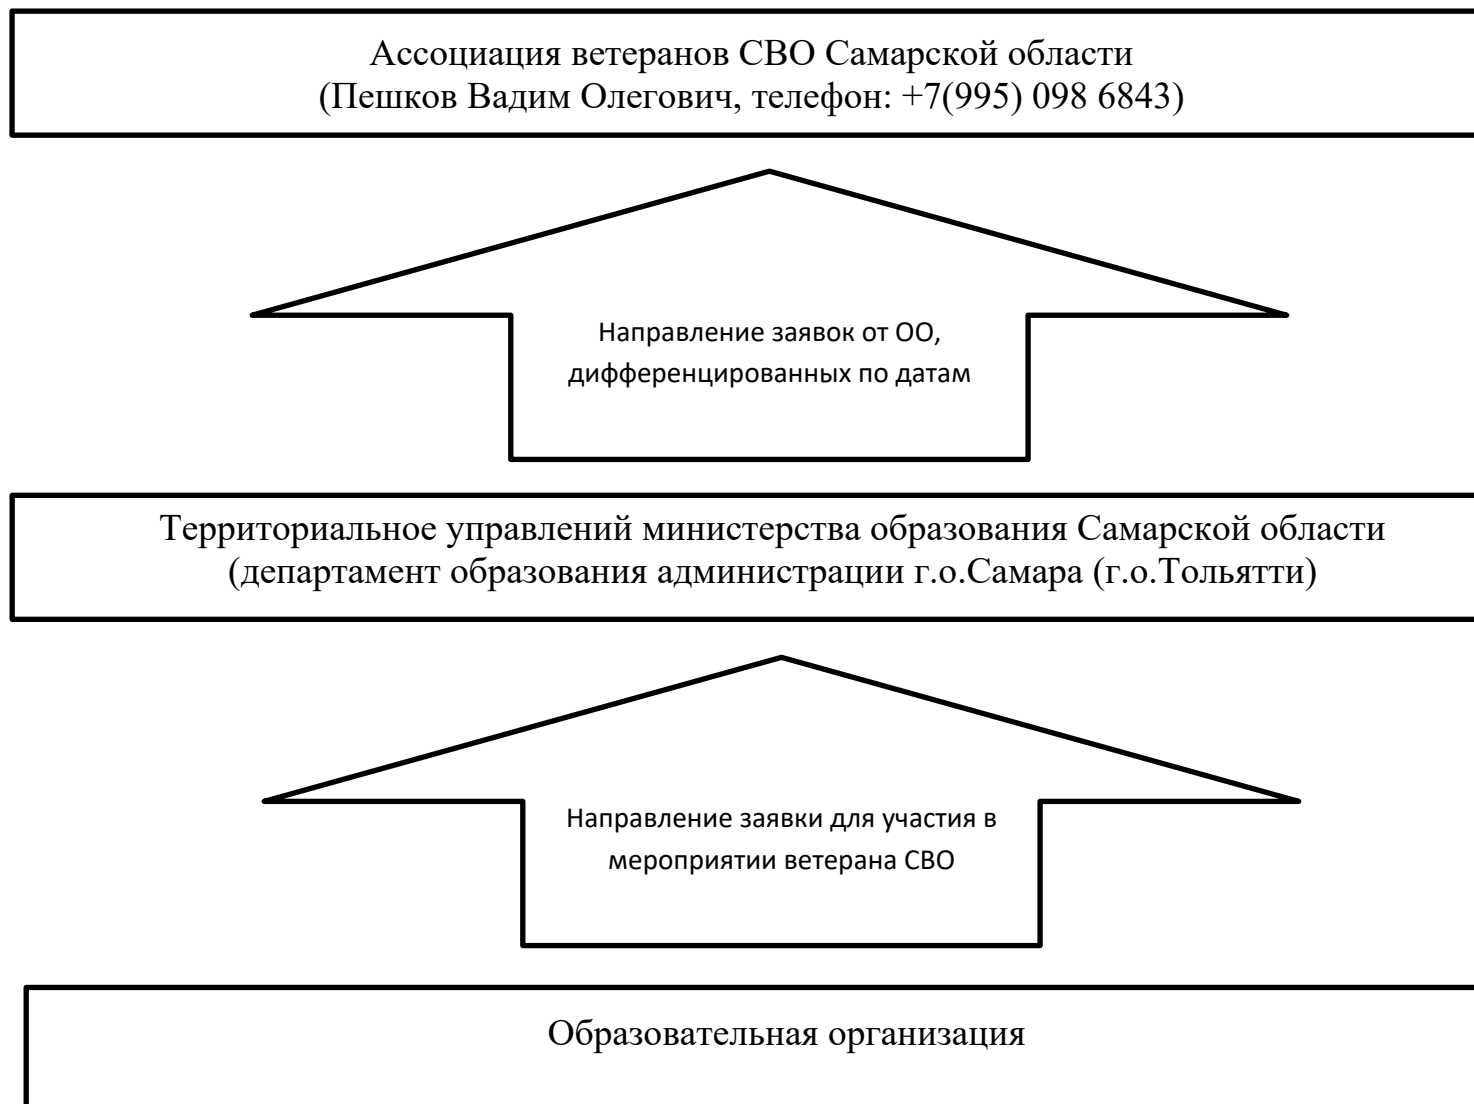 Ассоциация ветеранов СВО Самарской области
(Пешков Вадим Олегович, телефон: +7(995) 098 6843)
Направление заявок от ОО,
дифференцированных по датам
Территориальное управлений министерства образования Самарской области
(департамент образования администрации г.о.Самара (г.о.Тольятти)
Направление заявки для участия в
мероприятии ветерана СВО
Образовательная организация